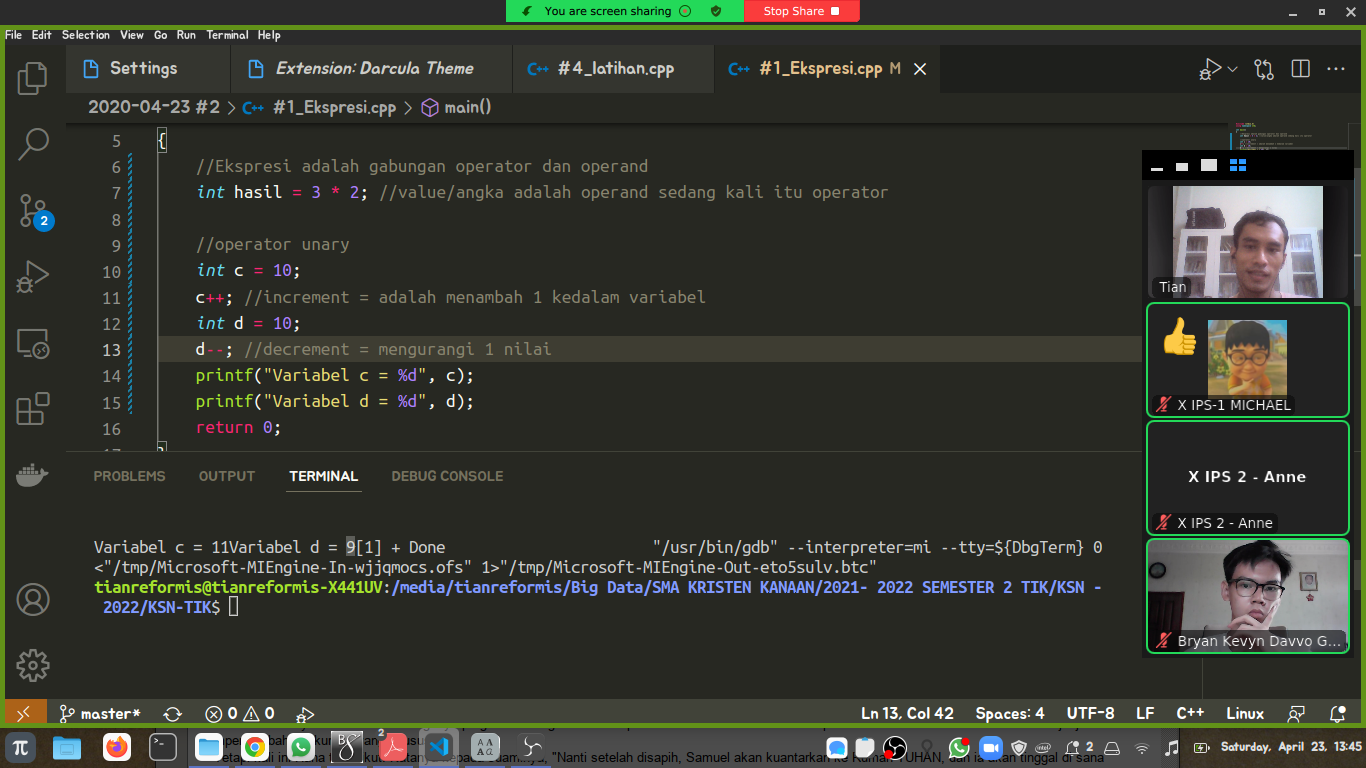 You are screen sharing
Stop Share
File Edit Selection View Go Run Terminal Help
Settings
Extension: Darcula Theme
C++ #4_latihan.cpp
C++ #1_Ekspresi.cpp M
2020-04-23 #2 > C++ #1_Ekspresi.cpp > main()
5 {
6 //Ekspresi adalah gabungan operator dan operand
7 int hasil = 3 * 2; //value/angka adalah operand sedang kali itu operator
8
9 //operator unary
10 int c = 10;
11 c++; //increment = adalah menambah 1 kedalam variabel
12 int d = 10;
13 d--; //decrement = mengurangi 1 nilai
14 printf("Variabel c = %d", c);
15 printf("Variabel d = %d", d);
16 return 0;
2
Tian
X IPS-1 MICHAEL
X IPS 2 - Anne
X IPS 2 - Anne
Bryan Kevyn Davvo G...
PROBLEMS OUTPUT TERMINAL DEBUG CONSOLE
Variabel c = 11Variabel d = 9[1] + Done "/usr/bin/gdb" --interpreter=mi --tty=${DbgTerm} 0
<"/tmp/Microsoft-MIEngine-In-wjjqmocs.ofs" 1>"/tmp/Microsoft-MIEngine-Out-eto5sulv.btc"
tianreformis@tianreformis-X441UV:/media/tianreformis/Big Data/SMA KRISTEN KANAAN/2021- 2022 SEMESTER 2 TIK/KSN -
2022/KSN-TIK$
master* 0 0
Ln 13, Col 42 Spaces: 4 UTF-8 LF C++ Linux
2
2
Saturday, April 23, 13:45
"Nanti setelah disapih, Samuel akan kuantarkan ke Rumah TUHAN, dan ia akan tinggal di sana